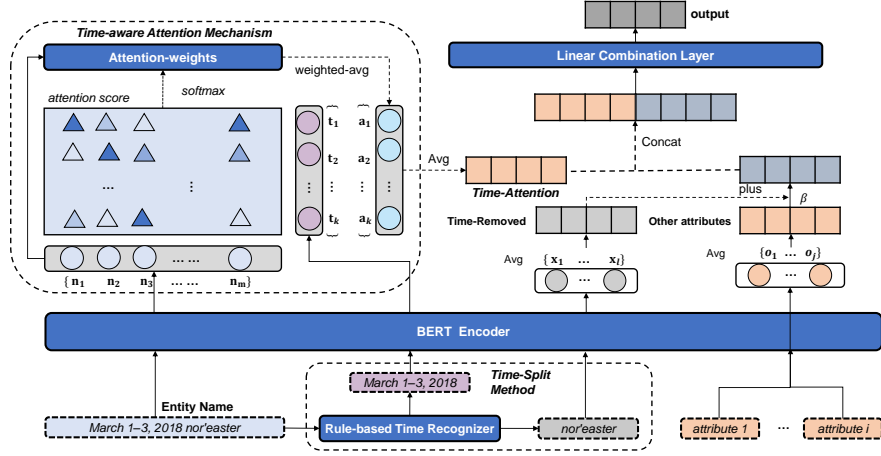 output
Time-aware Attention Mechanism
Attention-weights
weighted-avg
Linear Combination Layer
attention score
softmax
t1 a1
t2 a2
... ⋮ ⋮ ⋮
tk ak
Concat
Avg
Time-Attention
plus
β
Time-Removed
Other attributes
Avg {x1 ... xl}
Avg {o1 ... oj}
... ...
... ...
{n1 n2 n3 ... ... nm}
BERT Encoder
March 1–3, 2018
Time-Split
Method
Entity Name
March 1–3, 2018 nor'easter
Rule-based Time Recognizer
nor'easter
attribute 1 ... attribute i